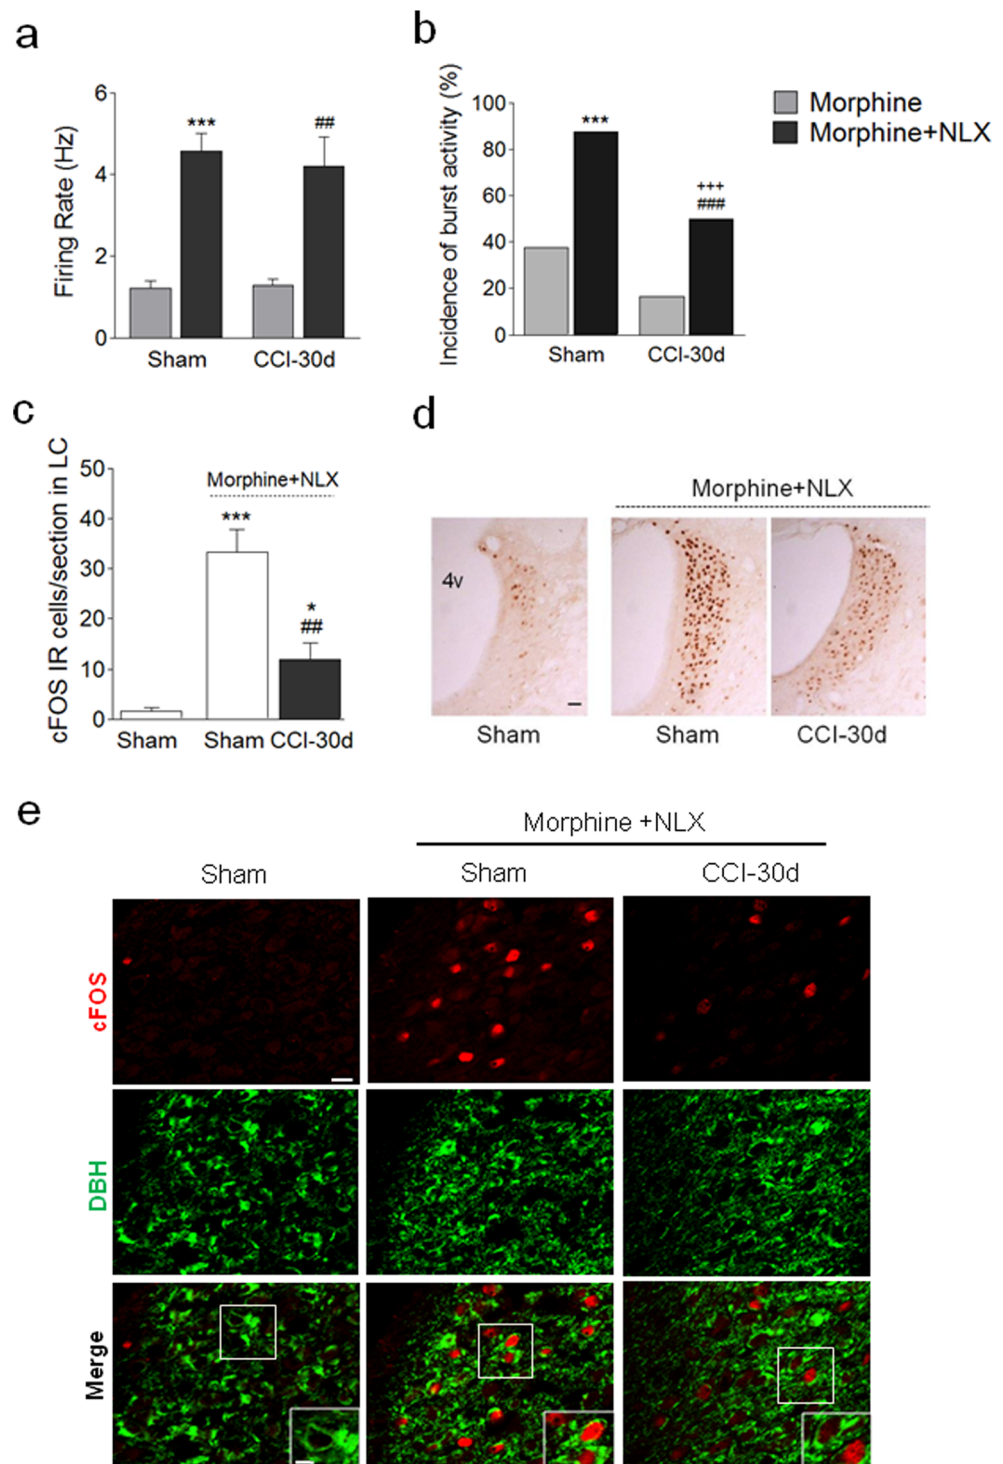 a
Firing Rate (Hz)
6
4
2
0
***
##
Sham
CCI-30d
b
Incidence of burst activity (%)
100
80
60
40
20
0
***
+++
###
Sham
CCI-30d
Morphine
Morphine+NLX
c
cFOS IR cells/section in LC
50
40
30
20
10
0
Morphine+NLX
***
*
##
Sham
Sham
CCI-30d
d
Morphine+NLX
4v
Sham
Sham
CCI-30d
e
Morphine +NLX
Sham
Sham
CCI-30d
cFOS
DBH
Merge